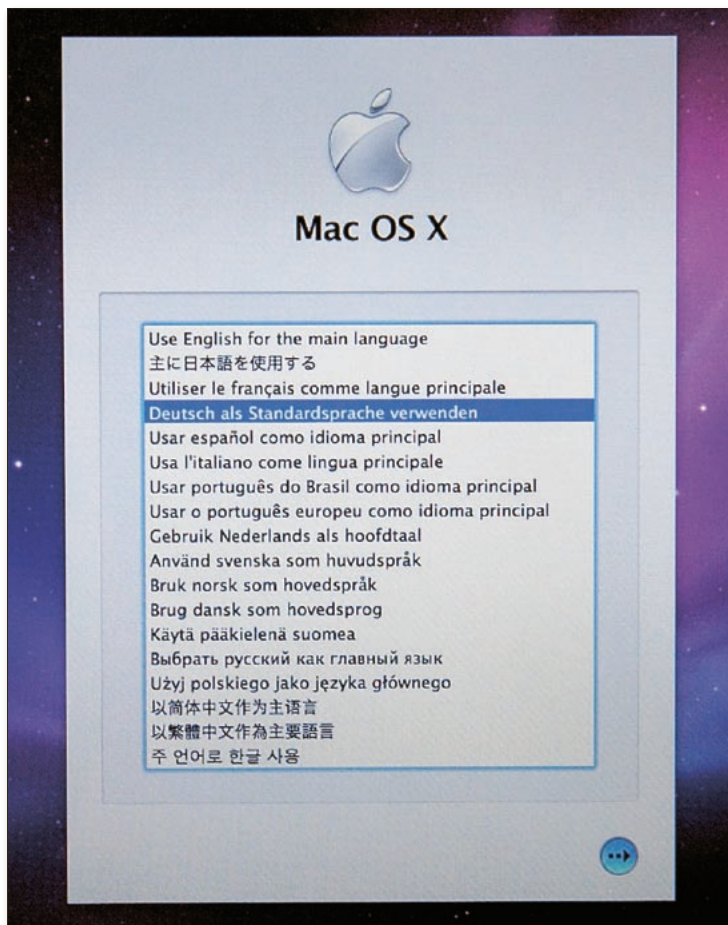 Mac OS X
Use English for the main language
主に日本語を使用する
Utiliser le français comme langue principale
Deutsch als Standardsprache verwenden
Usar español como idioma principal
Usa l'italiano come lingua principale
Usar português do Brasil como idioma principal
Usar o português europeu como idioma principal
Gebruik Nederlands als hoofdtaal
Använd svenska som huvudspråk
Bruk norsk som hovedspråk
Brug dansk som hovedsprog
Käytä pääkielenä suomea
Выбрать русский как главный язык
Użyj polskiego jako języka głównego
以简体中文作为主语言
以繁體中文作為主要語言
주 언어로 한글 사용